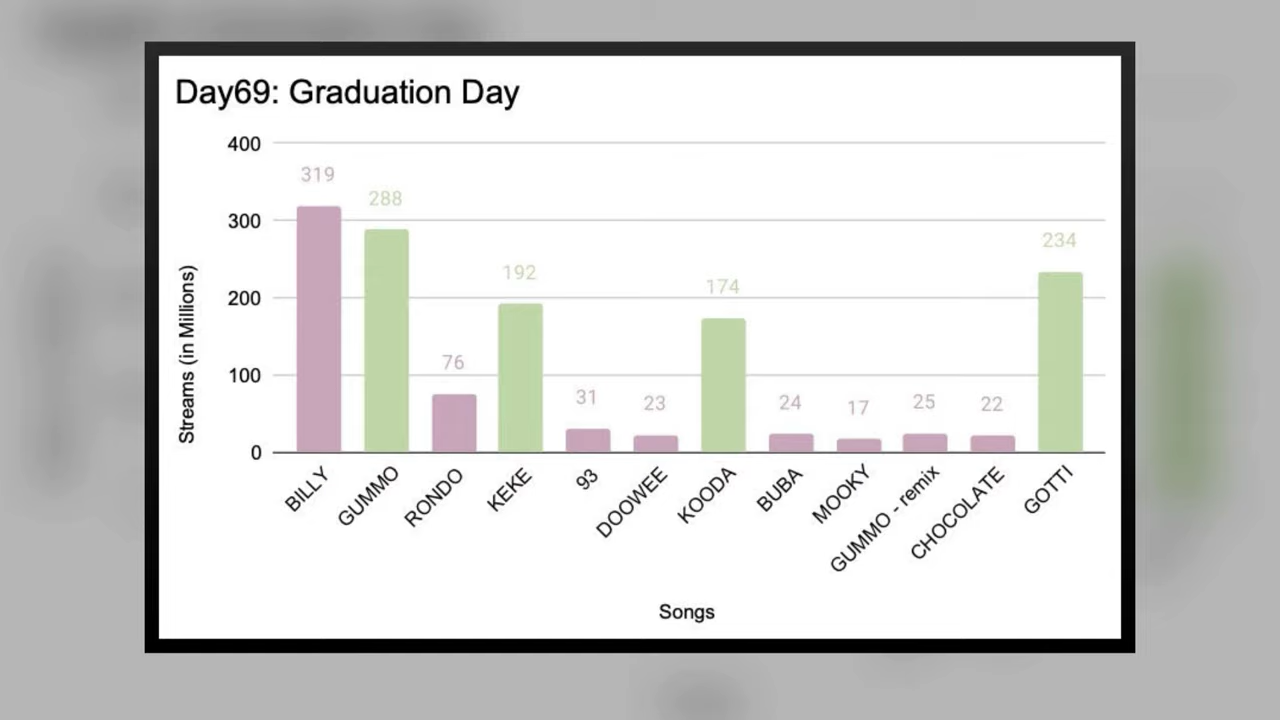 Day69: Graduation Day
400
300
200
100
0
Streams (in Millions)
319
288
76
192
31
23
174
24
17
25
22
234
BILLY
GUMMO
RONDO
KEKE
93
DOOWEE
KOODA
BUBA
MOOKY
GUMMO - remix
CHOCOLATE
GOTTI
Songs